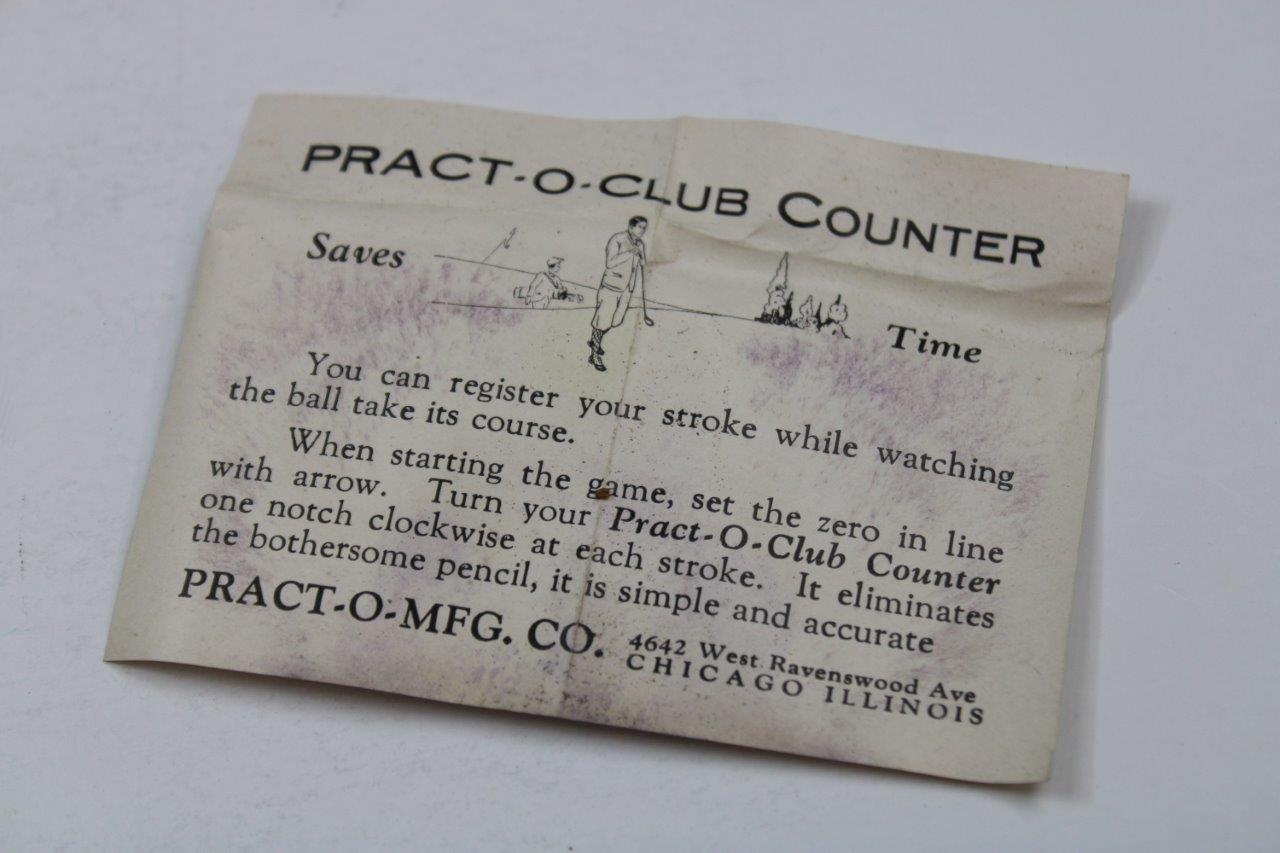 PRACT-O-CLUB COUNTER
Saves
Time
You can register your stroke while watching
the ball take its course.
When starting the game, set the zero in line
with arrow. Turn your Pract-O-Club Counter
one notch clockwise at each stroke. It eliminates
the bothersome pencil, it is simple and accurate
PRACT-O-MFG. CO. 4642 West Ravenswood Ave
CHICAGO ILLINOIS